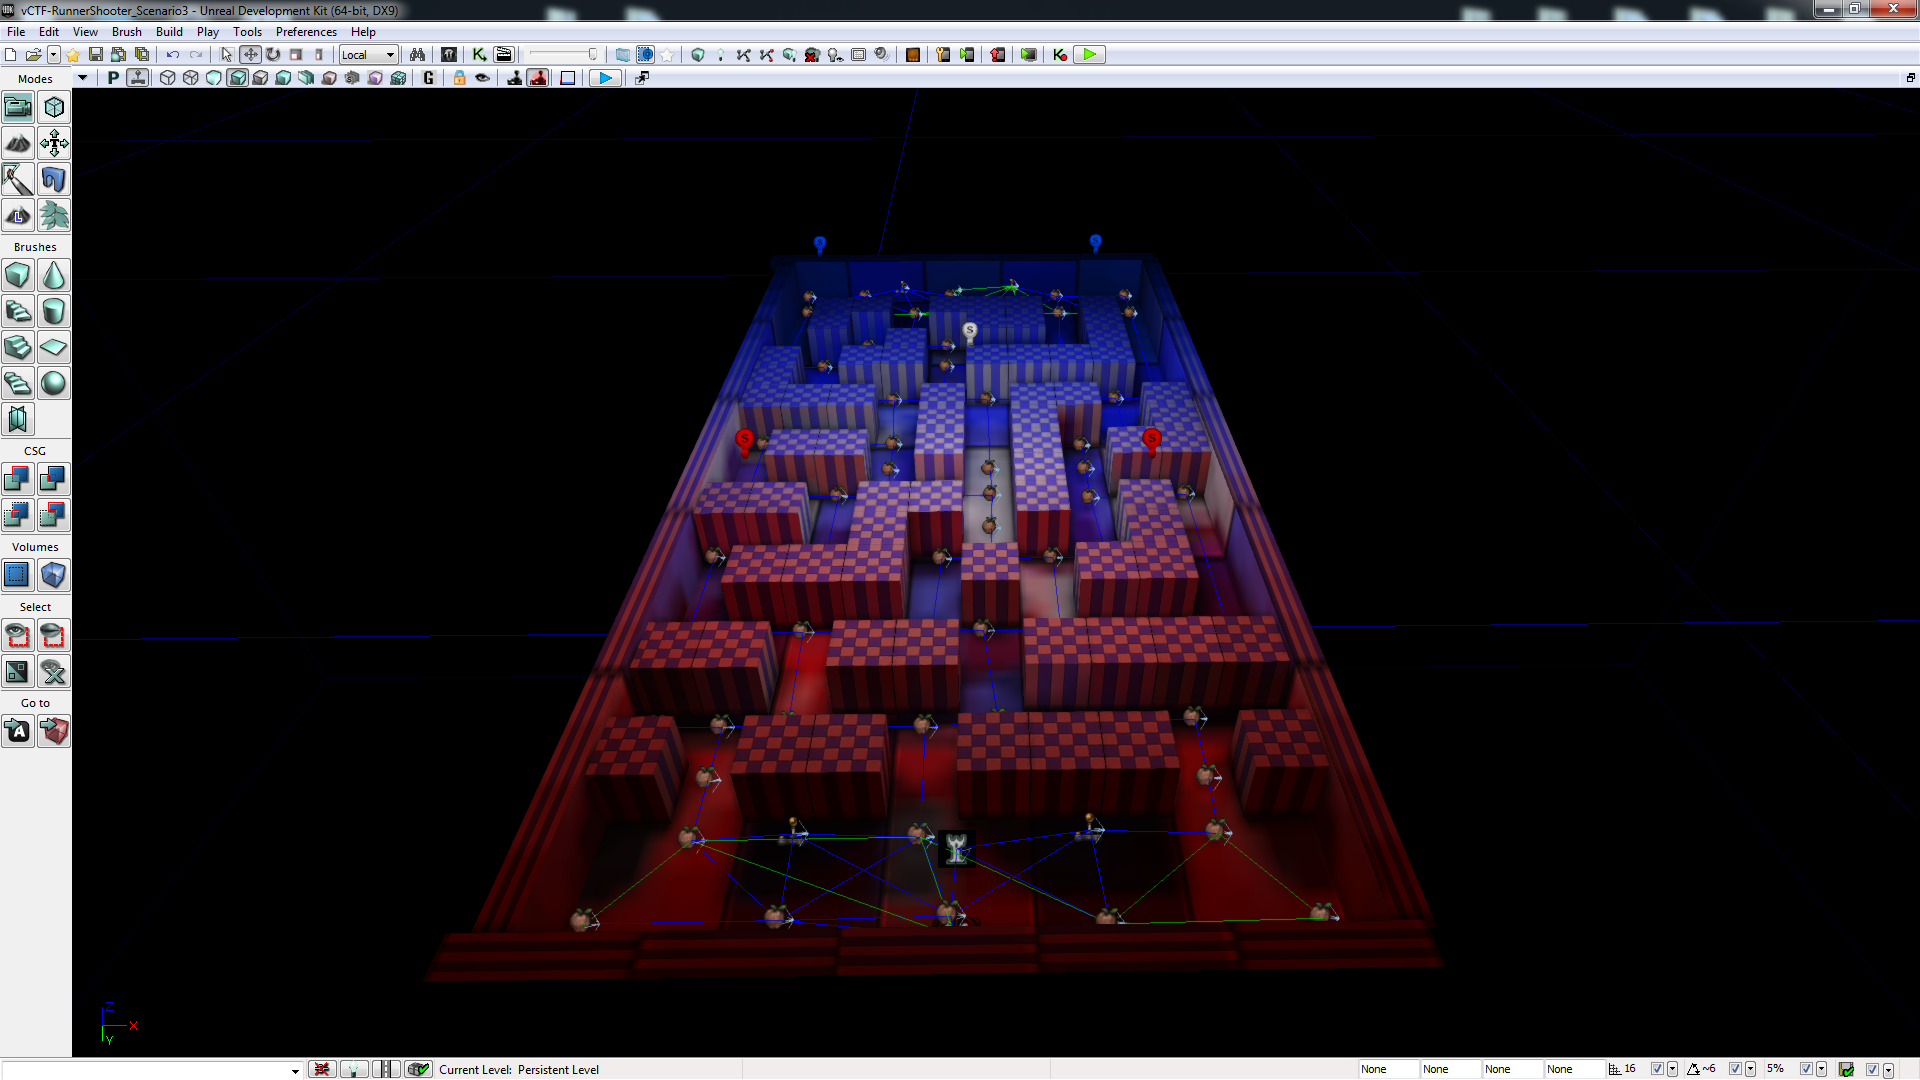 vCTF-RunnerShooter_Scenario3 - Unreal Development Kit (64-bit, DX9)
File Edit View Brush Build Play Tools Preferences Help
Local
Modes
P
G
Brushes
CSG
Volumes
Select
Go to
S
S
S
S
S
X
Y
Current Level: Persistent Level
None
None
None
None
16
~6
5%